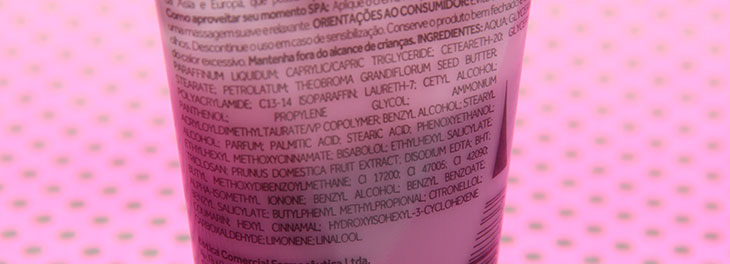 a Ásia e Europa, que possui
Como aproveitar seu momento SPA: Aplique o
uma massagem suave e relaxante. ORIENTAÇÕES AO CONSUMIDOR:
olhos. Descontinue o uso em caso de sensibilização. Conserve o produto bem fechado
do calor excessivo. Mantenha fora do alcance de crianças. INGREDIENTES: AQUA;
PARAFFINUM LIQUIDUM; CAPRYLIC/CAPRIC TRIGLYCERIDE; CETEARETH-20;
STEARATE; PETROLATUM; THEOBROMA GRANDIFLORUM SEED BUTTER;
POLYACRYLAMIDE; C13-14 ISOPARAFFIN; LAURETH-7; CETYL ALCOHOL;
PANTHENOL; PROPYLENE GLYCOL; AMMONIUM
ACRYLOYLDIMETHYLTAURATE/VP COPOLYMER; BENZYL ALCOHOL; STEARYL
ALCOHOL; PARFUM; PALMITIC ACID; STEARIC ACID; PHENOXYETHANOL;
ETHYLHEXYL METHOXYCINNAMATE; BISABOLOL; ETHYLHEXYL SALICYLATE;
TRICLOSAN; PRUNUS DOMESTICA FRUIT EXTRACT; DISODIUM EDTA; BHT;
BUTYL METHOXYDIBENZOYLMETHANE; CI 17200; CI 47005; CI 42090;
ALPHA-ISOMETHYL IONONE; BENZYL ALCOHOL; BENZYL BENZOATE;
BENZYL SALICYLATE; BUTYLPHENYL METHYLPROPIONAL; CITRONELLOL;
COUMARIN; HEXYL CINNAMAL; HYDROXYISOHEXYL-3-CYCLOHEXENE
CARBOXALDEHYDE; LIMONENE; LINALOOL.
Comercial Farmacêutica Ltda.